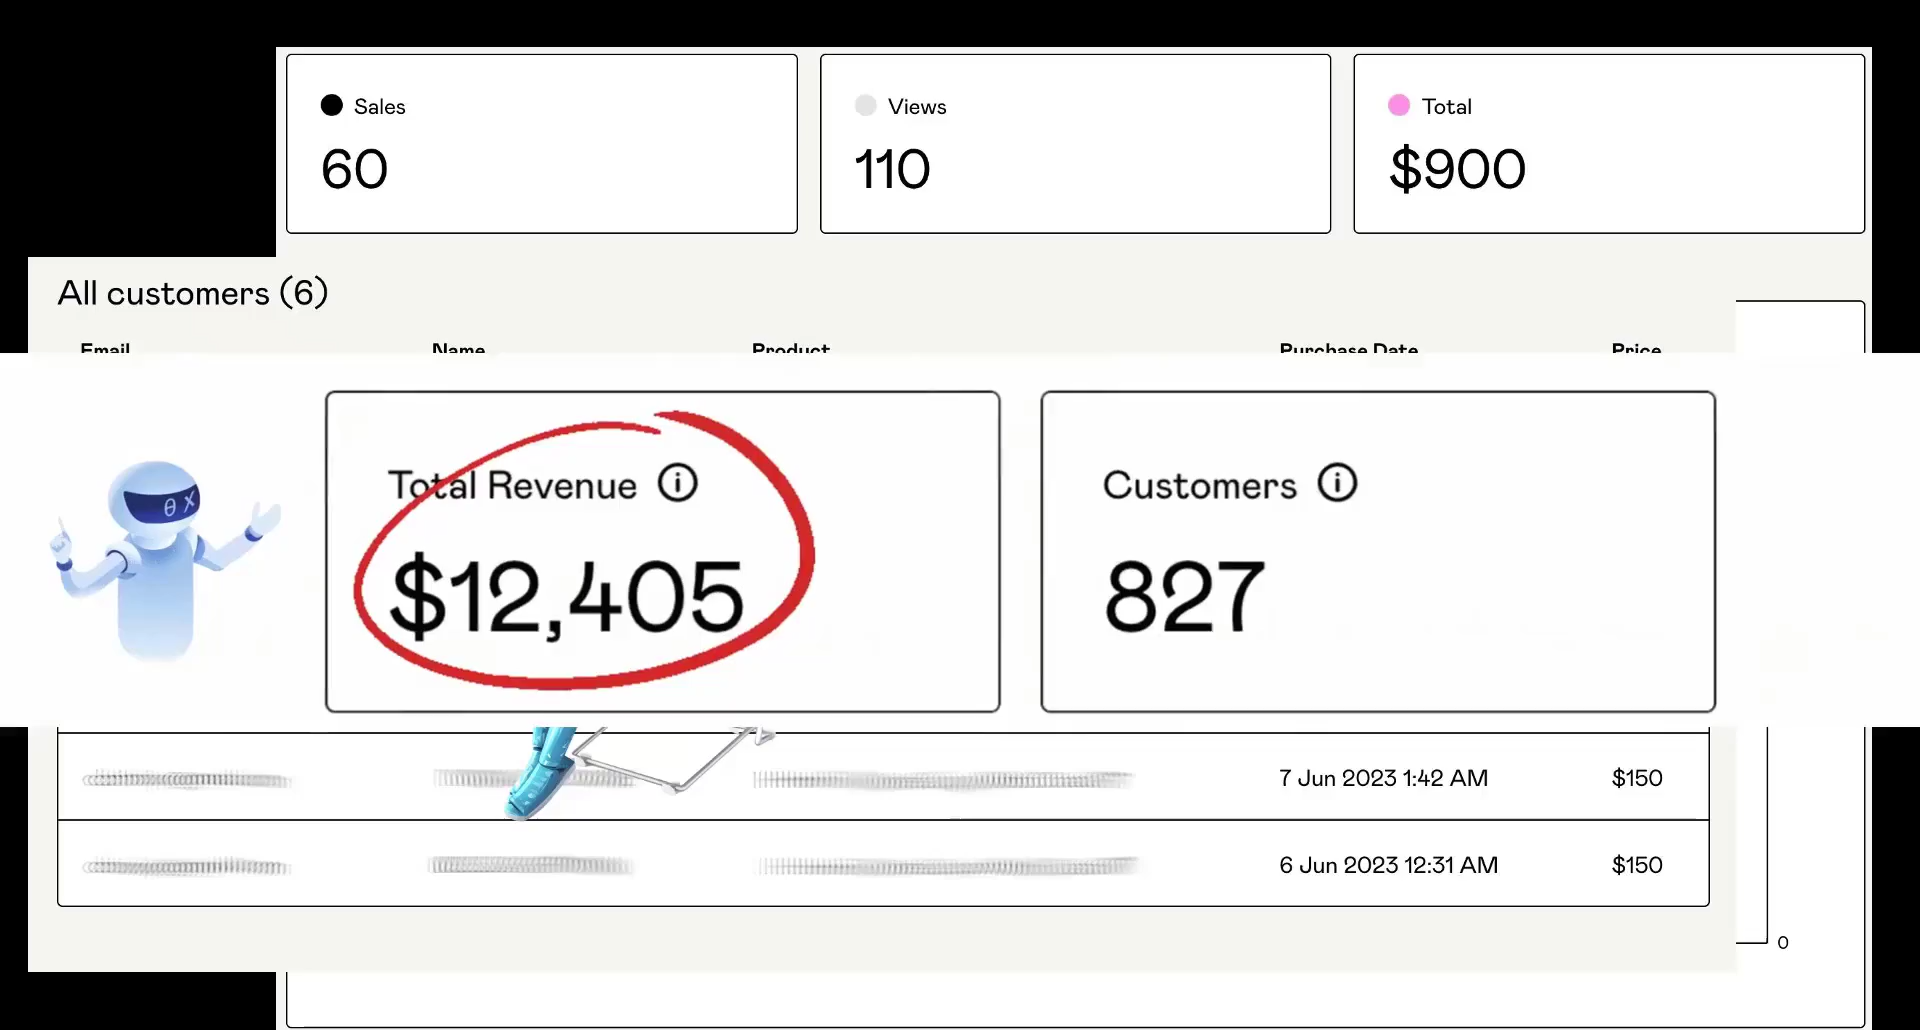 Sales
60
Views
110
Total
$900
All customers (6)
Email Name Product Purchase Date Price
Total Revenue
$12,405
Customers
827
7 Jun 2023 1:42 AM $150
6 Jun 2023 12:31 AM $150
0